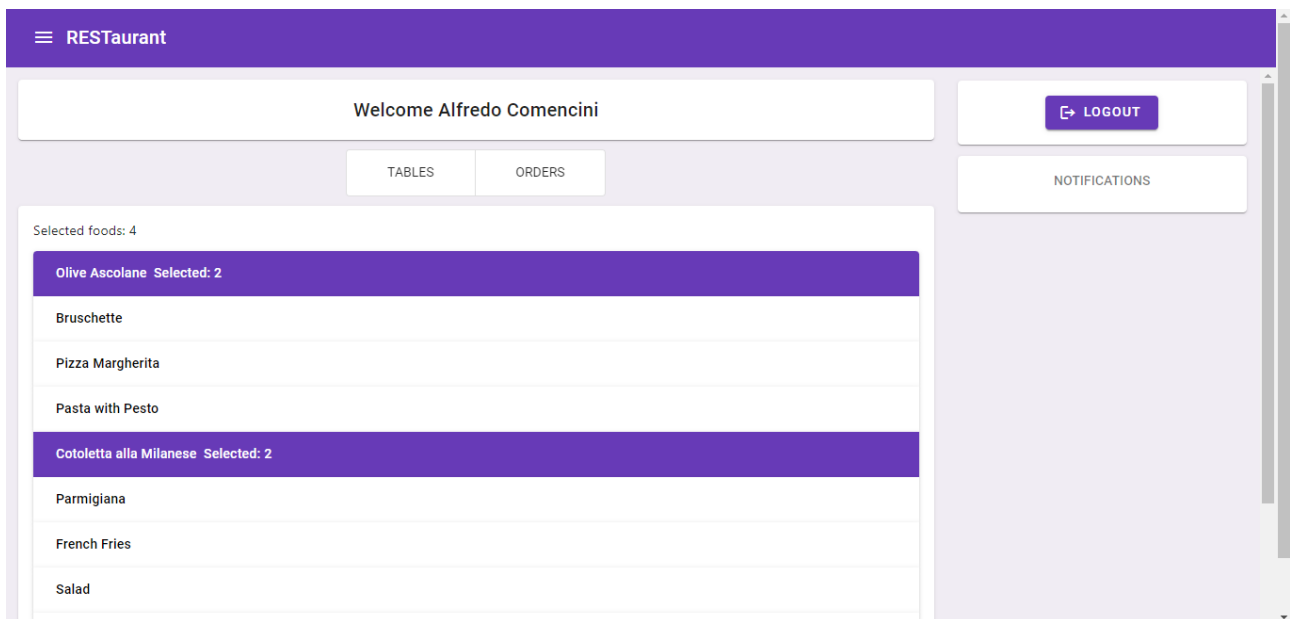 RESTaurant
Welcome Alfredo Comencini
LOGOUT
TABLES
ORDERS
NOTIFICATIONS
Selected foods: 4
Olive Ascolane Selected: 2
Bruschette
Pizza Margherita
Pasta with Pesto
Cotoletta alla Milanese Selected: 2
Parmigiana
French Fries
Salad